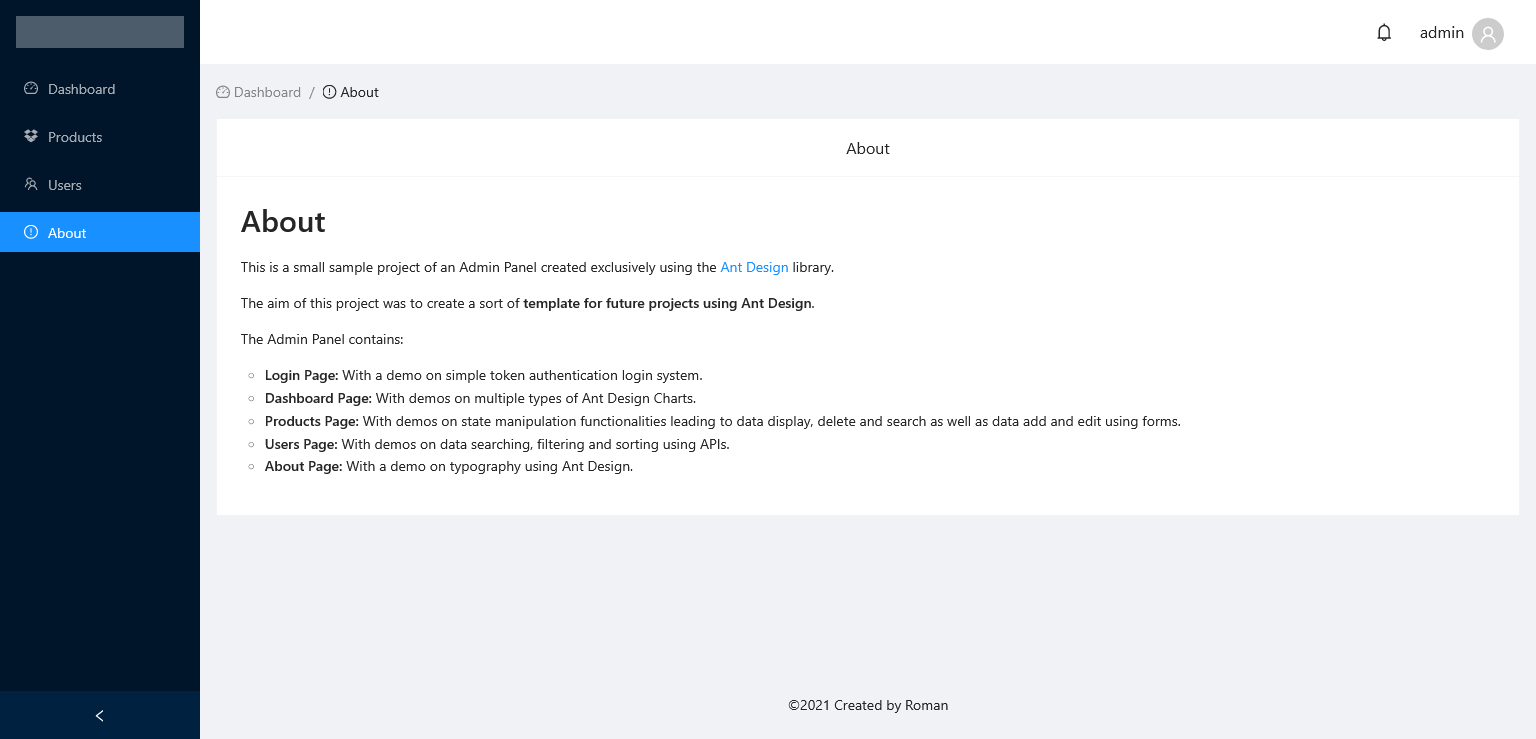 admin
Dashboard
Products
Users
About
Dashboard / About
About
About
This is a small sample project of an Admin Panel created exclusively using the Ant Design library.
The aim of this project was to create a sort of template for future projects using Ant Design.
The Admin Panel contains:
Login Page: With a demo on simple token authentication login system.
Dashboard Page: With demos on multiple types of Ant Design Charts.
Products Page: With demos on state manipulation functionalities leading to data display, delete and search as well as data add and edit using forms.
Users Page: With demos on data searching, filtering and sorting using APIs.
About Page: With a demo on typography using Ant Design.
©2021 Created by Roman